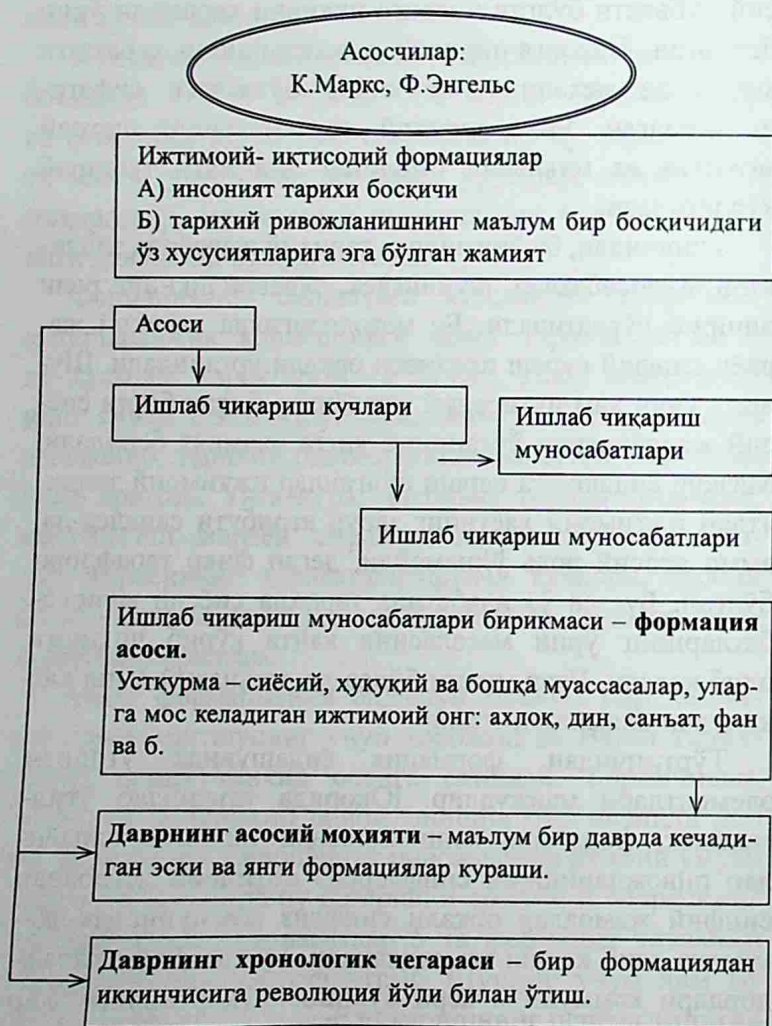 Асосчилар:
К.Маркс, Ф.Энгельс
Ижтимоий- иқтисодий формациялар
А) инсоният тарихи босқичи
Б) тарихий ривожланишнинг маълум бир босқичидаги
ўз хусусиятларига эга бўлган жамият
Асоси
Ишлаб чиқариш кучлари
Ишлаб чиқариш
муносабатлари
Ишлаб чиқариш муносабатлари
Ишлаб чиқариш муносабатлари бирикмаси – формация
асоси.
Устқурма – сиёсий, ҳуқуқий ва бошқа муассасалар, улар-
га мос келадиган ижтимоий онг: ахлок, дин, санъат, фан
ва б.
Даврнинг асосий моҳияти – маълум бир даврда кечади-
ган эски ва янги формациялар кураши.
Даврнинг хронологик чегараси – бир формациядан
иккинчисига революция йўли билан ўтиш.